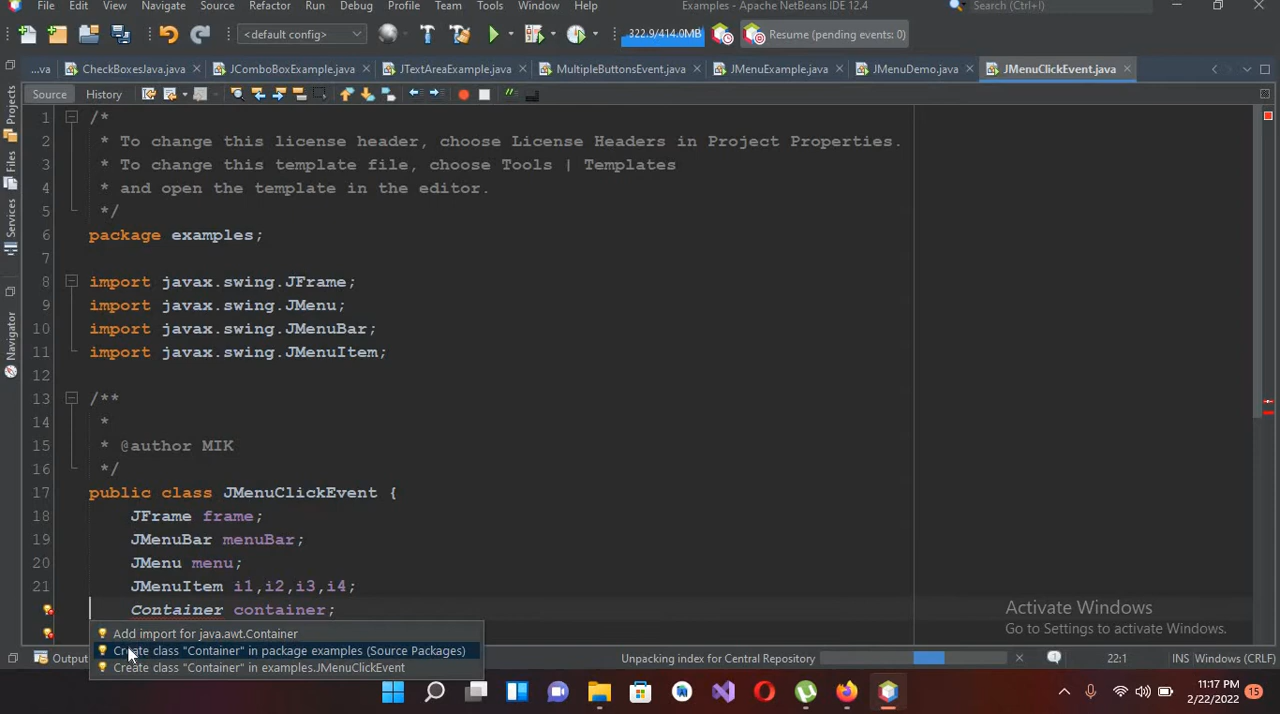 File Edit View Navigate Source Refactor Run Debug Profile Team Tools Window Help Examples - Apache NetBeans IDE 12.4 Search (Ctrl+I)
<default config> 322.9/414.0MB Resume (pending events: 0)
...va CheckBoxesJava.java JComboBoxExample.java JTextAreaExample.java MultipleButtonsEvent.java JMenuExample.java JMenuDemo.java JMenuClickEvent.java
Source History
Projects
Files
Services
Navigator
1 /*
2 * To change this license header, choose License Headers in Project Properties.
3 * To change this template file, choose Tools | Templates
4 * and open the template in the editor.
5 */
6 package examples;
7
8 import javax.swing.JFrame;
9 import javax.swing.JMenu;
10 import javax.swing.JMenuBar;
11 import javax.swing.JMenuItem;
12
13 /**
14 *
15 * @author MIK
16 */
17 public class JMenuClickEvent {
18 JFrame frame;
19 JMenuBar menuBar;
20 JMenu menu;
21 JMenuItem i1,i2,i3,i4;
Container container;
Add import for java.awt.Container
Create class "Container" in package examples (Source Packages)
Create class "Container" in examples.JMenuClickEvent
Activate Windows
Go to Settings to activate Windows.
Output Unpacking index for Central Repository 22:1 INS Windows (CRLF)
11:17 PM
2/22/2022
15